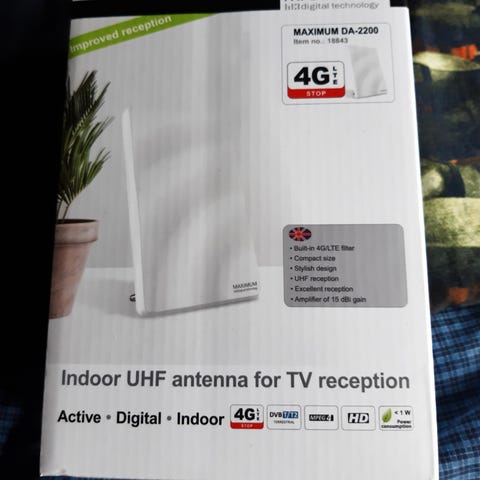 digital technology
Improved reception
MAXIMUM DA-2200
Item no.: 18843
4G LTE
STOP
• Built-in 4G/LTE filter
• Compact size
• Stylish design
• UHF reception
• Excellent reception
• Amplifier of 15 dBi gain
MAXIMUM
Indoor UHF antenna for TV reception
Active • Digital • Indoor
4G LTE
STOP
DVB T/T2
TERRESTRIAL
MPEG 4
HD
< 1 W
Power
consumption